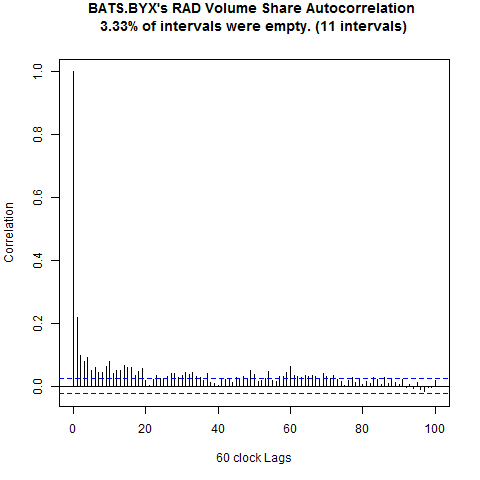 BATS.BYX's RAD Volume Share Autocorrelation
3.33% of intervals were empty. (11 intervals)
1.0
0.8
0.6
0.4
0.2
0.0
Correlation
0 20 40 60 80 100
60 clock Lags